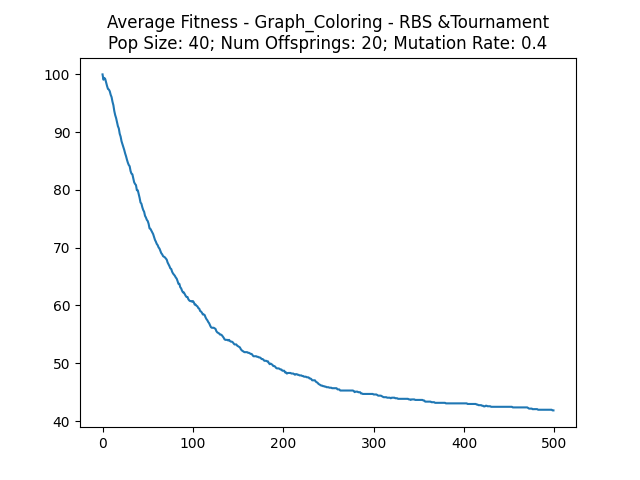 Average Fitness - Graph_Coloring - RBS &Tournament
Pop Size: 40; Num Offsprings: 20; Mutation Rate: 0.4
100
90
80
70
60
50
40
0 100 200 300 400 500